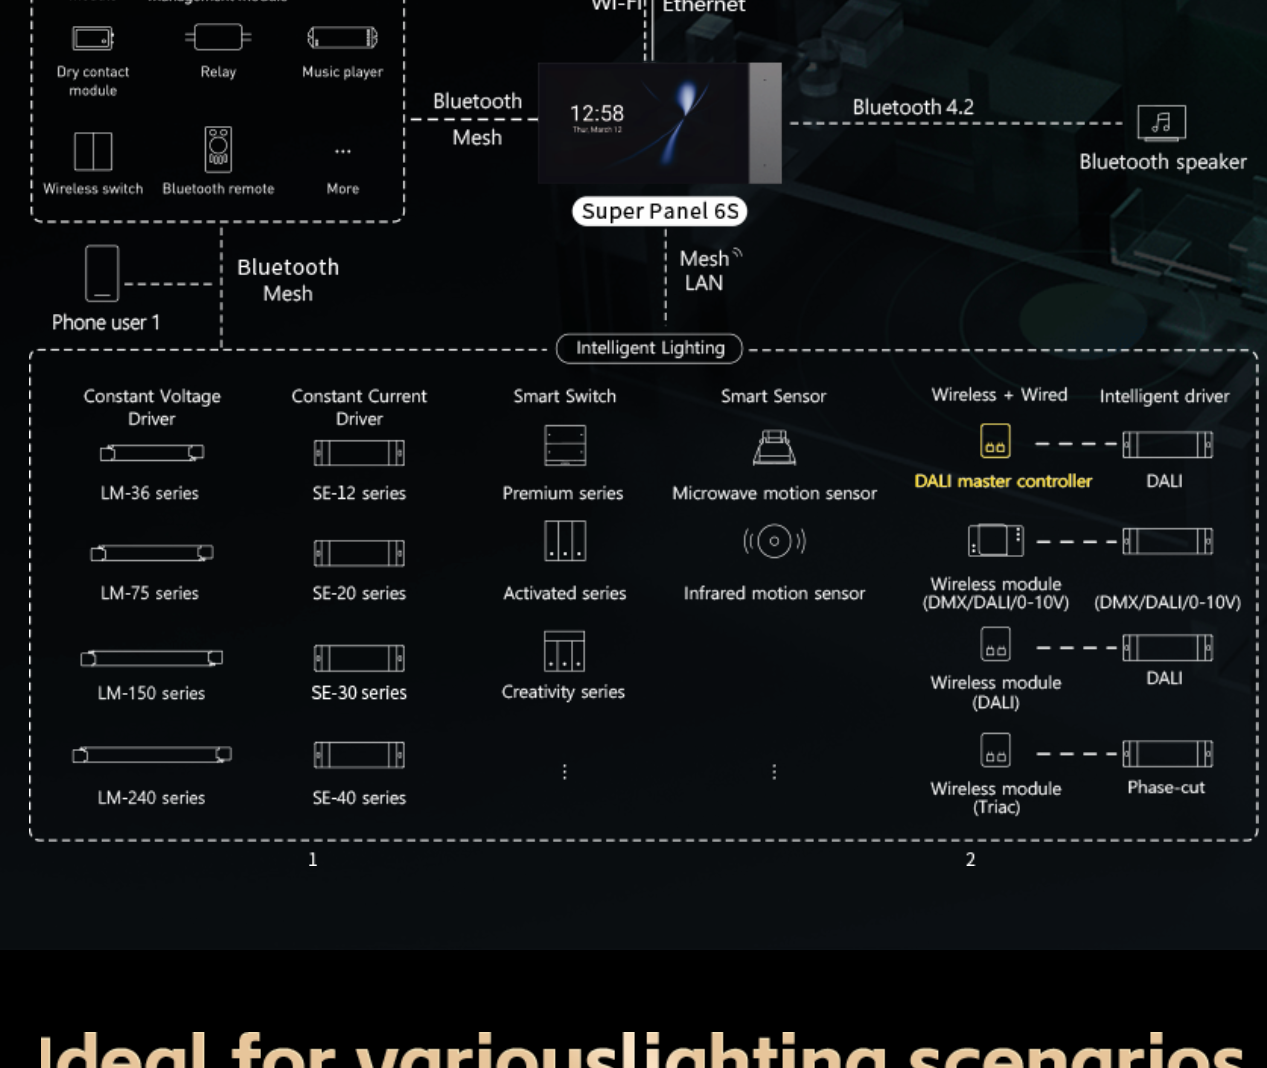 Management module
Wi-Fi
Ethernet
Dry contact
module
Relay
Music player
Wireless switch
Bluetooth remote
...
More
Bluetooth
Mesh
12:58
Thur, March 12
Super Panel 6S
Bluetooth 4.2
Bluetooth speaker
Phone user 1
Bluetooth
Mesh
Mesh
LAN
Intelligent Lighting
Constant Voltage
Driver
LM-36 series
LM-75 series
LM-150 series
LM-240 series
Constant Current
Driver
SE-12 series
SE-20 series
SE-30 series
SE-40 series
Smart Switch
Premium series
Activated series
Creativity series
Smart Sensor
Microwave motion sensor
Infrared motion sensor
Wireless + Wired
Intelligent driver
DALI master controller
DALI
Wireless module
(DMX/DALI/0-10V)
(DMX/DALI/0-10V)
Wireless module
(DALI)
DALI
Wireless module
(Triac)
Phase-cut
1
2
Ideal for variouslighting scenarios